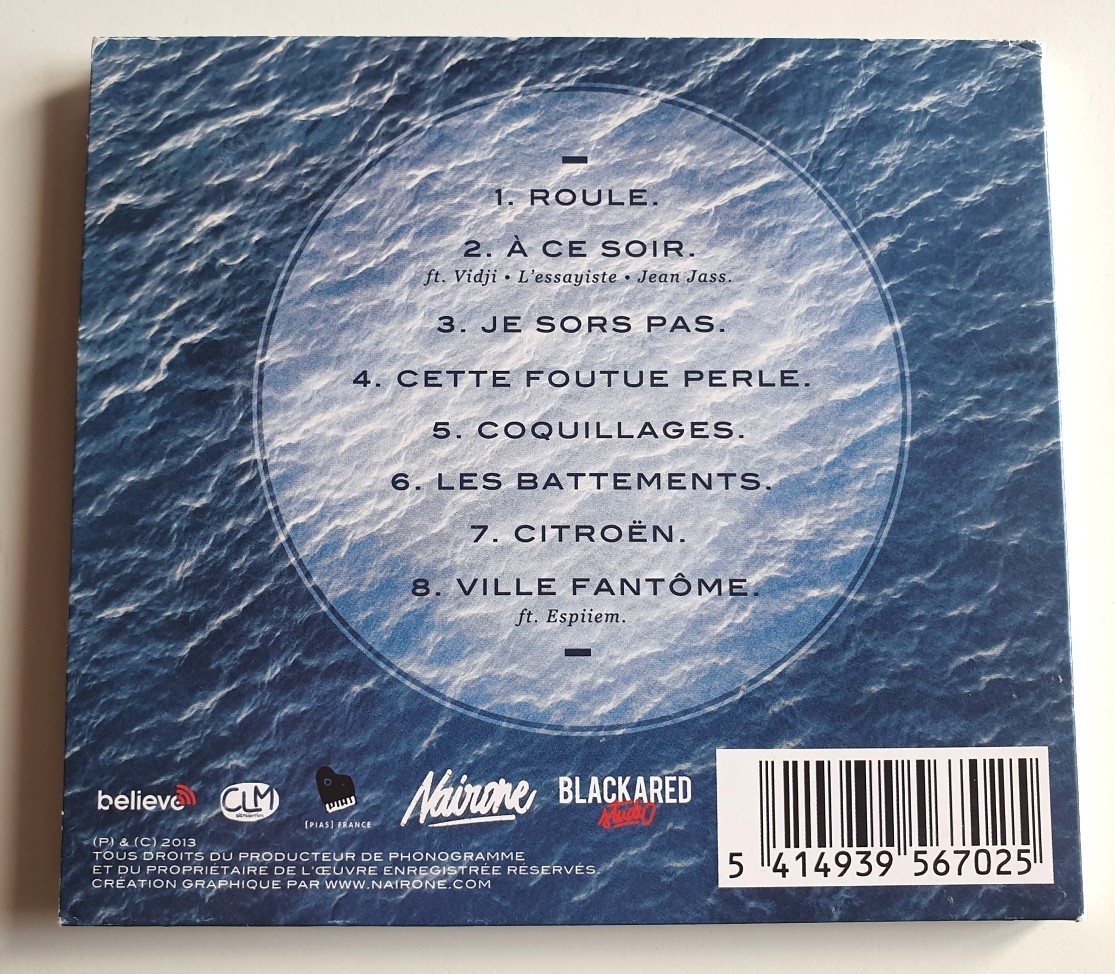 1. ROULE.
2. À CE SOIR.
ft. Vidji • L'essayiste • Jean Jass.
3. JE SORS PAS.
4. CETTE FOUTUE PERLE.
5. COQUILLAGES.
6. LES BATTEMENTS.
7. CITROËN.
8. VILLE FANTÔME.
ft. Espiiem.
believe CLM [PIAS] FRANCE Nairone BLACKARED studio
(P) & (C) 2013
TOUS DROITS DU PRODUCTEUR DE PHONOGRAMME
ET DU PROPRIÉTAIRE DE L'ŒUVRE ENREGISTRÉE RÉSERVÉS.
CRÉATION GRAPHIQUE PAR WWW.NAIRONE.COM
5 414939 567025